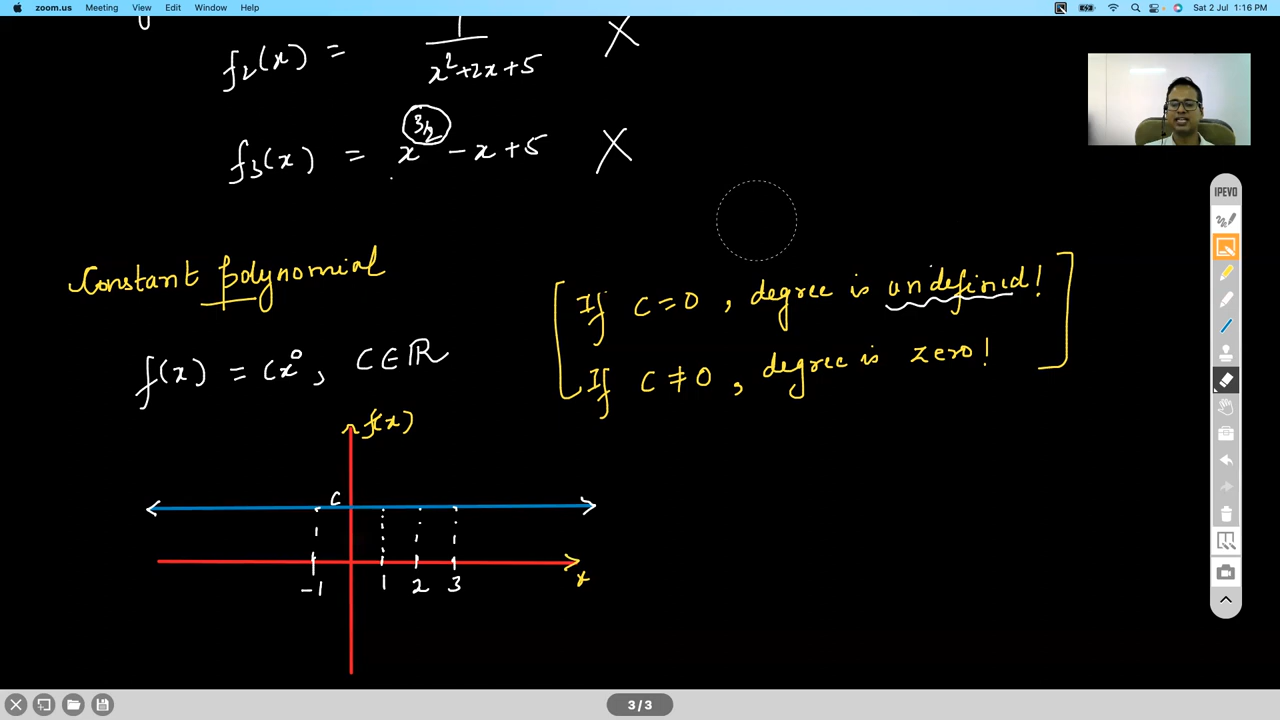 zoom.us Meeting View Edit Window Help Sat 2 Jul 1:16 PM
f₂(x) = 1/(x²+2x+5) X
f₃(x) = x^(3/2) - x + 5 X
IPEVO
Constant polynomial
[If C = 0, degree is undefined!
If C ≠ 0, degree is zero!]
f(x) = Cx⁰, C ∈ ℝ
f(x)
C
-1 1 2 3 x
3 / 3